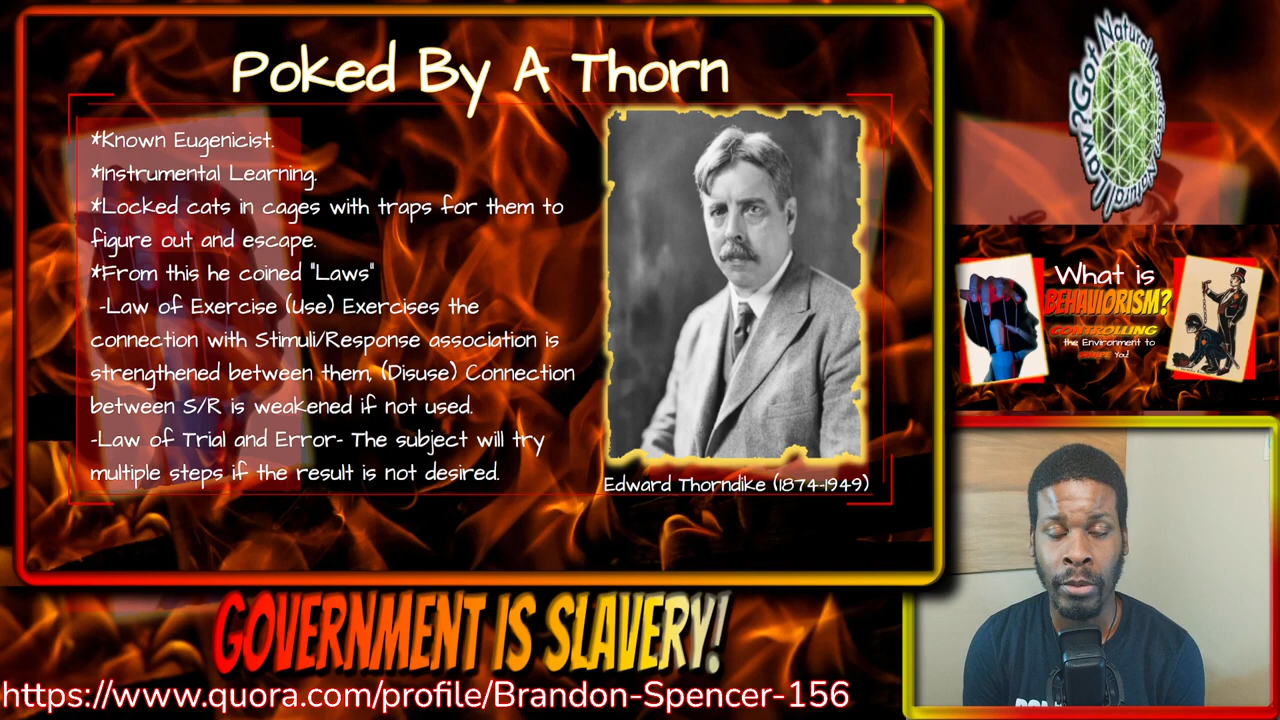 Poked By A Thorn
*Known Eugenicist.
*Instrumental Learning.
*Locked cats in cages with traps for them to
figure out and escape.
*From this he coined "Laws"
-Law of Exercise (Use) Exercises the
connection with Stimuli/Response association is
strengthened between them, (Disuse) Connection
between S/R is weakened if not used.
-Law of Trial and Error- The subject will try
multiple steps if the result is not desired.
Edward Thorndike (1874-1949)
Got Natural Law?
What is
BEHAVIORISM?
CONTROLLING
the Environment to
You!
GOVERNMENT IS SLAVERY!
https://www.quora.com/profile/Brandon-Spencer-156